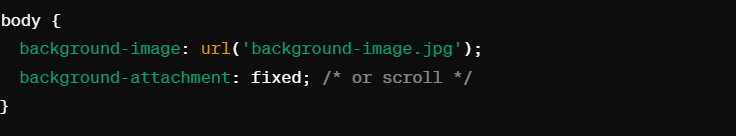 body {
  background-image: url('background-image.jpg');
  background-attachment: fixed; /* or scroll */
}